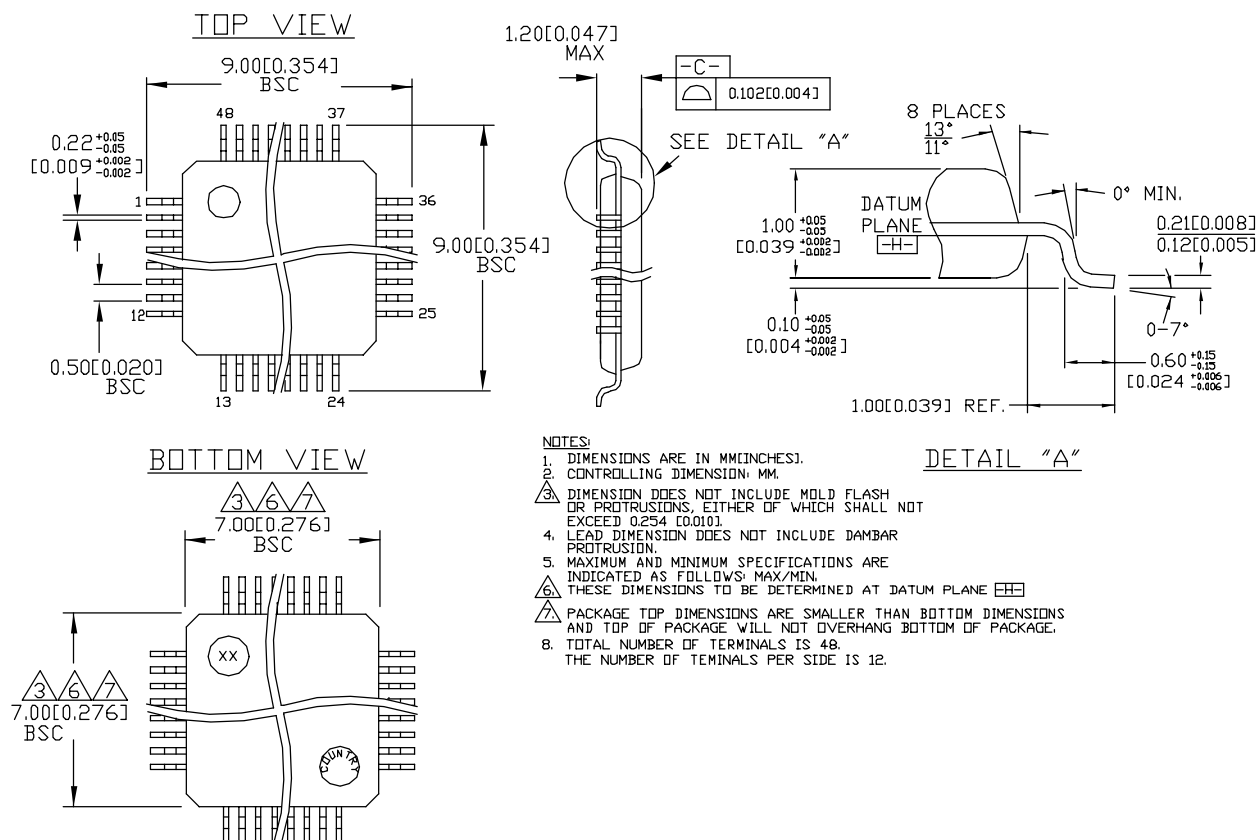 TOP VIEW
9.00[0.354]
BSC
48
37
0.22 +0.05 -0.05
[0.009 +0.002 -0.002]
1
36
9.00[0.354]
BSC
12
25
0.50[0.020]
BSC
13
24
1.20[0.047]
MAX
-C-
0.102[0.004]
SEE DETAIL "A"
8 PLACES
13°
11°
0° MIN.
DATUM
PLANE
-H-
1.00 +0.05 -0.05
[0.039 +0.002 -0.002]
0.21[0.008]
0.12[0.005]
0.10 +0.05 -0.05
[0.004 +0.002 -0.002]
0-7°
0.60 +0.15 -0.15
[0.024 +0.006 -0.006]
1.00[0.039] REF.
DETAIL "A"
BOTTOM VIEW
3 6 7
7.00[0.276]
BSC
XX
3 6 7
7.00[0.276]
BSC
COUNTRY
NOTES:
1. DIMENSIONS ARE IN MM[INCHES].
2. CONTROLLING DIMENSION: MM.
3. DIMENSION DOES NOT INCLUDE MOLD FLASH
OR PROTRUSIONS, EITHER OF WHICH SHALL NOT
EXCEED 0.254 [0.010].
4. LEAD DIMENSION DOES NOT INCLUDE DAMBAR
PROTRUSION.
5. MAXIMUM AND MINIMUM SPECIFICATIONS ARE
INDICATED AS FOLLOWS: MAX/MIN.
6. THESE DIMENSIONS TO BE DETERMINED AT DATUM PLANE -H-
7. PACKAGE TOP DIMENSIONS ARE SMALLER THAN BOTTOM DIMENSIONS
AND TOP OF PACKAGE WILL NOT OVERHANG BOTTOM OF PACKAGE.
8. TOTAL NUMBER OF TERMINALS IS 48.
THE NUMBER OF TEMINALS PER SIDE IS 12.